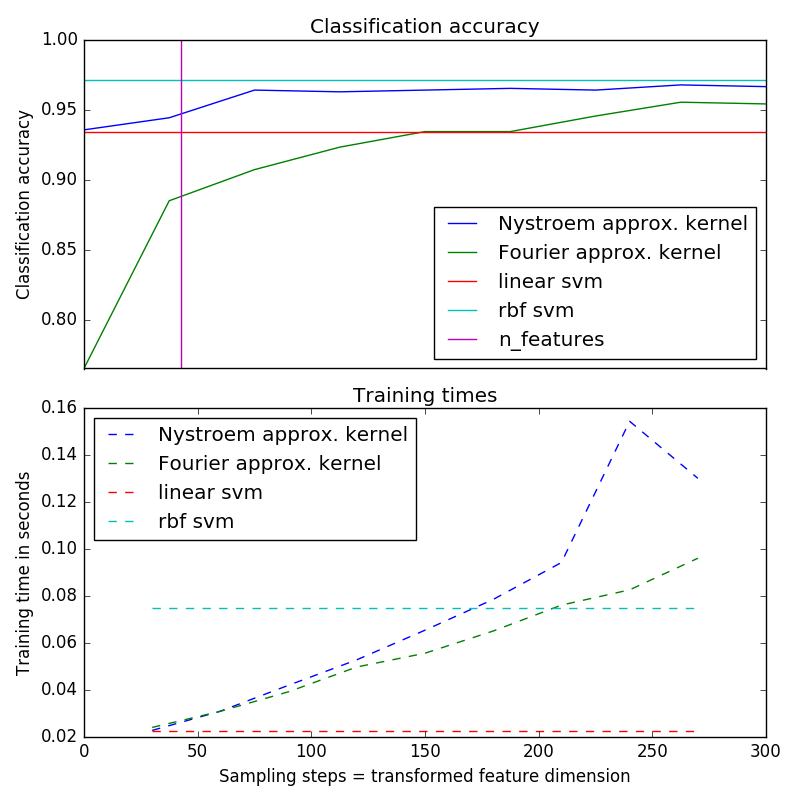 Classification accuracy
1.00
0.95
0.90
0.85
0.80
Classification accuracy
Nystroem approx. kernel
Fourier approx. kernel
linear svm
rbf svm
n_features
Training times
0.16
0.14
0.12
0.10
0.08
0.06
0.04
0.02
Training time in seconds
Nystroem approx. kernel
Fourier approx. kernel
linear svm
rbf svm
0 50 100 150 200 250 300
Sampling steps = transformed feature dimension